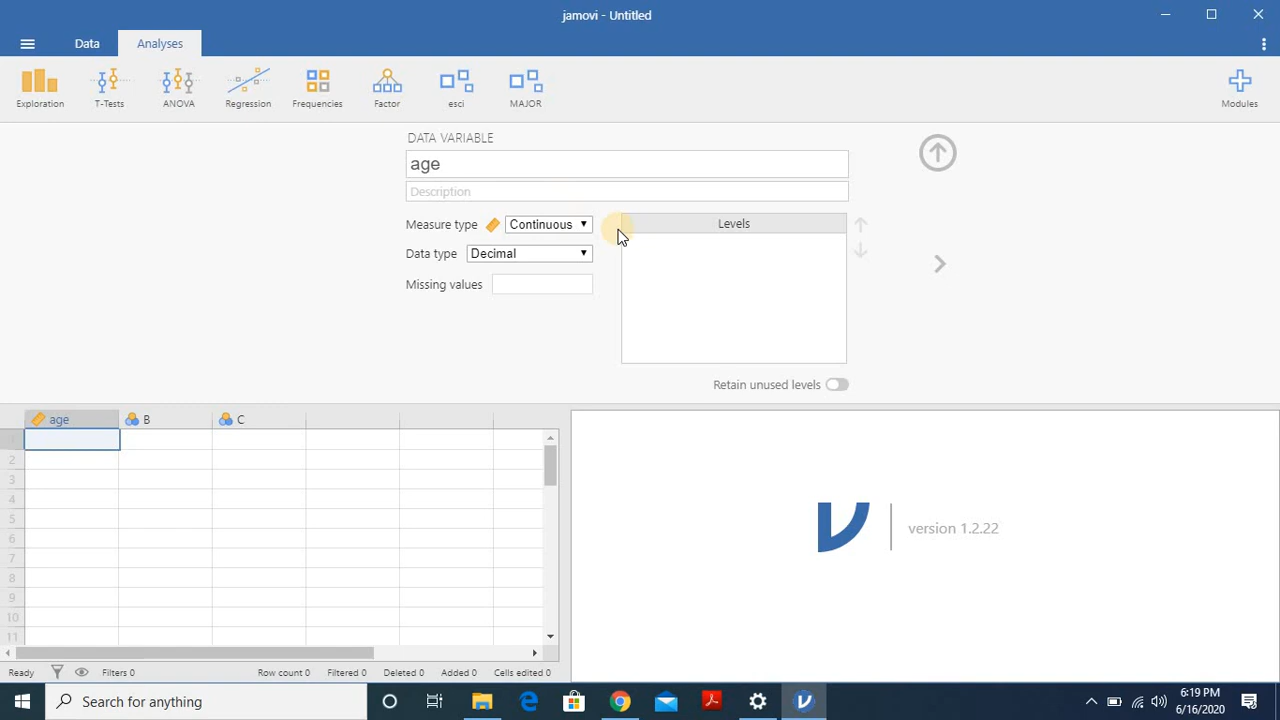 jamovi - Untitled
Data
Analyses
Exploration
T-Tests
ANOVA
Regression
Frequencies
Factor
esci
MAJOR
Modules
DATA VARIABLE
age
Description
Measure type
Continuous
Levels
Data type
Decimal
Missing values
Retain unused levels
age
B
C
1
2
3
4
5
6
7
8
9
10
11
version 1.2.22
Ready
Filters 0
Row count 0
Filtered 0
Deleted 0
Added 0
Cells edited 0
Search for anything
6:19 PM
6/16/2020